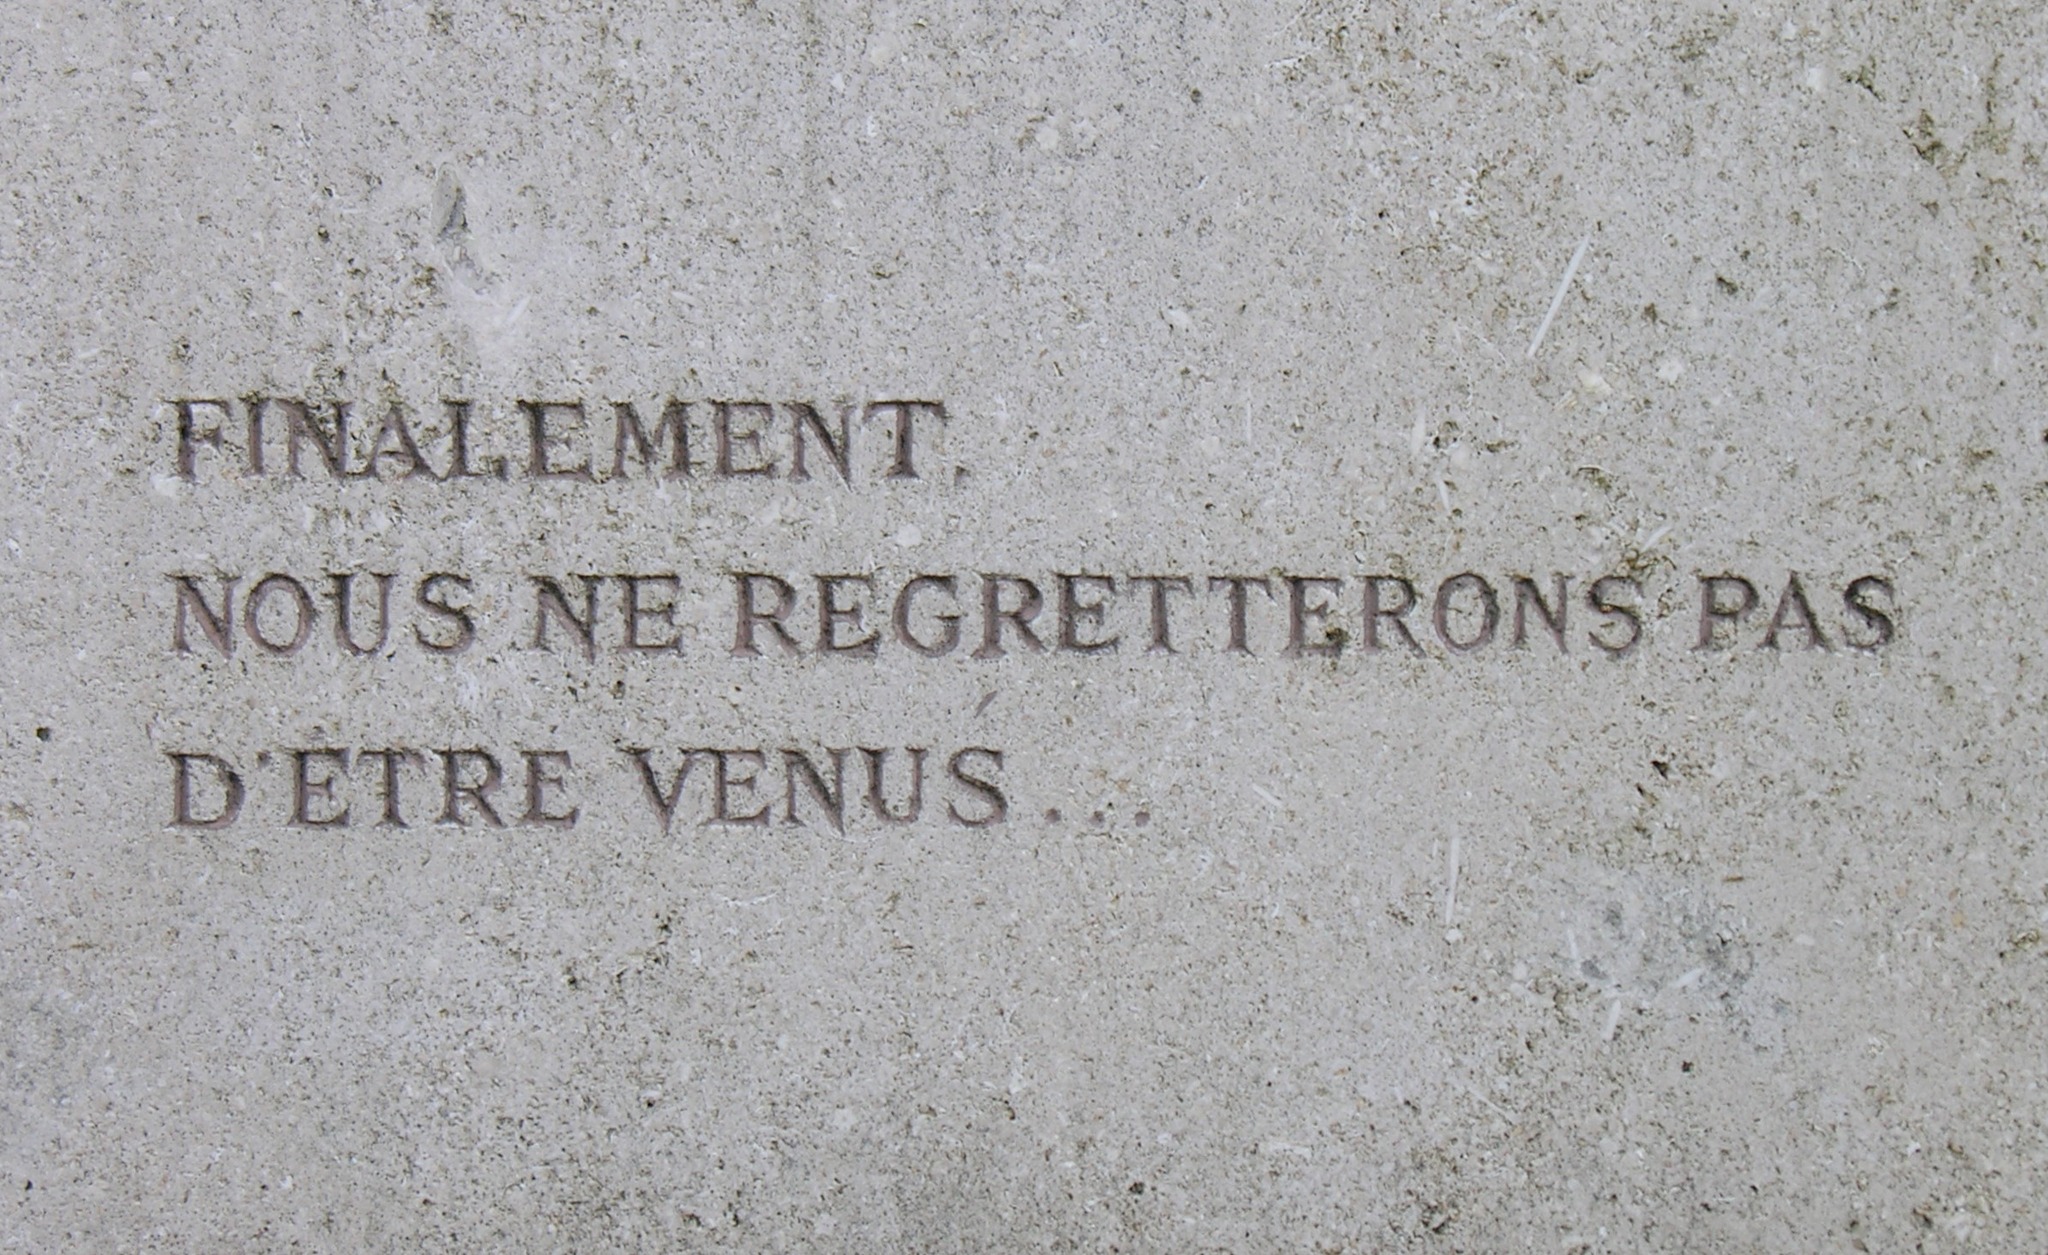 FINALEMENT,
NOUS NE REGRETTERONS PAS
D'ETRE VENUS...